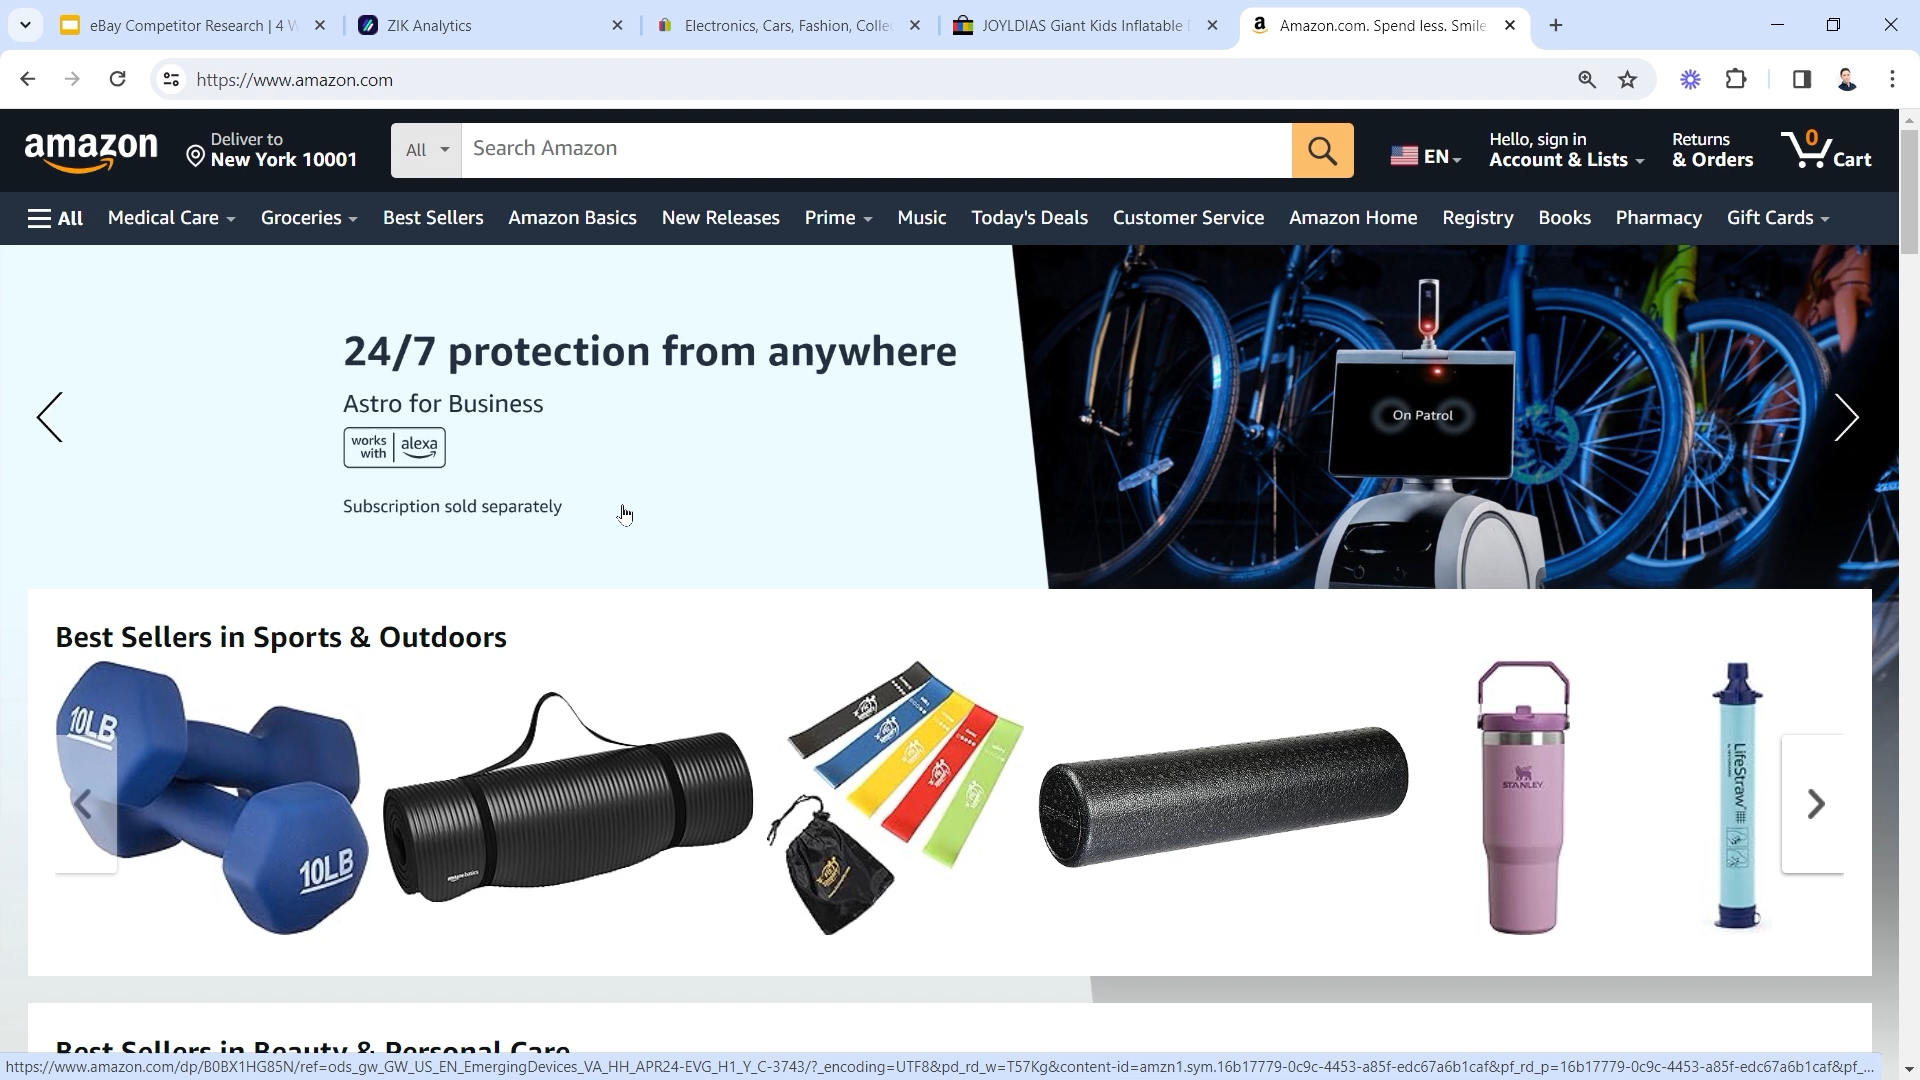 eBay Competitor Research | 4 W
ZIK Analytics
Electronics, Cars, Fashion, Colle
JOYLDIAS Giant Kids Inflatable
Amazon.com. Spend less. Smile
https://www.amazon.com
amazon
Deliver to
New York 10001
All
Search Amazon
EN
Hello, sign in
Account & Lists
Returns
& Orders
0
Cart
All
Medical Care
Groceries
Best Sellers
Amazon Basics
New Releases
Prime
Music
Today's Deals
Customer Service
Amazon Home
Registry
Books
Pharmacy
Gift Cards
24/7 protection from anywhere
Astro for Business
works
with
alexa
Subscription sold separately
On Patrol
Best Sellers in Sports & Outdoors
10LB
10LB
amazon basics
STANLEY
LifeStraw
Best Sellers in Beauty & Personal Care
https://www.amazon.com/dp/B0BX1HG85N/ref=ods_gw_GW_US_EN_EmergingDevices_VA_HH_APR24-EVG_H1_Y_C-3743/?_encoding=UTF8&pd_rd_w=T57Kg&content-id=amzn1.sym.16b17779-0c9c-4453-a85f-edc67a6b1caf&pf_rd_p=16b17779-0c9c-4453-a85f-edc67a6b1caf&pf_...